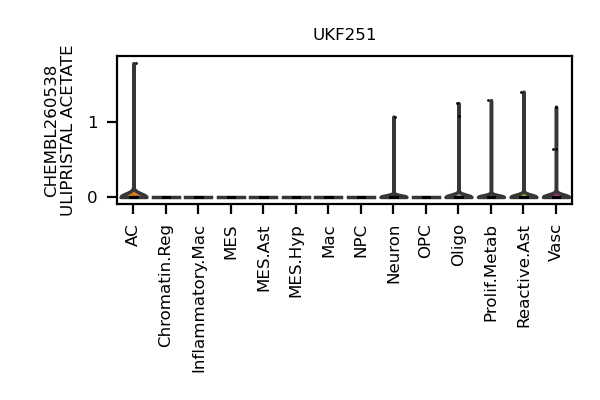 UKF251
CHEMBL260538
ULIPRISTAL ACETATE
1
0
AC
Chromatin.Reg
Inflammatory.Mac
MES
MES.Ast
MES.Hyp
Mac
NPC
Neuron
OPC
Oligo
Prolif.Metab
Reactive.Ast
Vasc